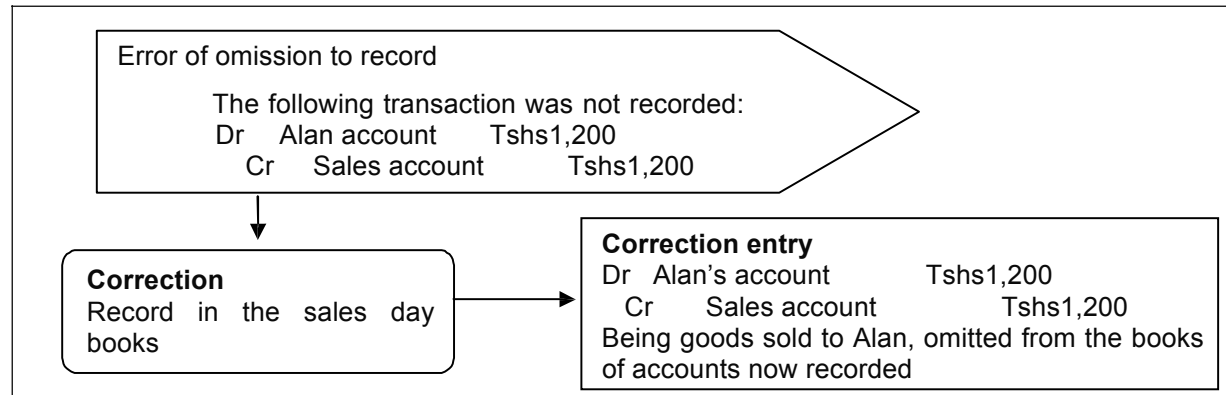 Error of omission to record
The following transaction was not recorded:
Dr Alan account Tshs1,200
Cr Sales account Tshs1,200
Correction
Record in the sales day
books
Correction entry
Dr Alan's account Tshs1,200
Cr Sales account Tshs1,200
Being goods sold to Alan, omitted from the books
of accounts now recorded